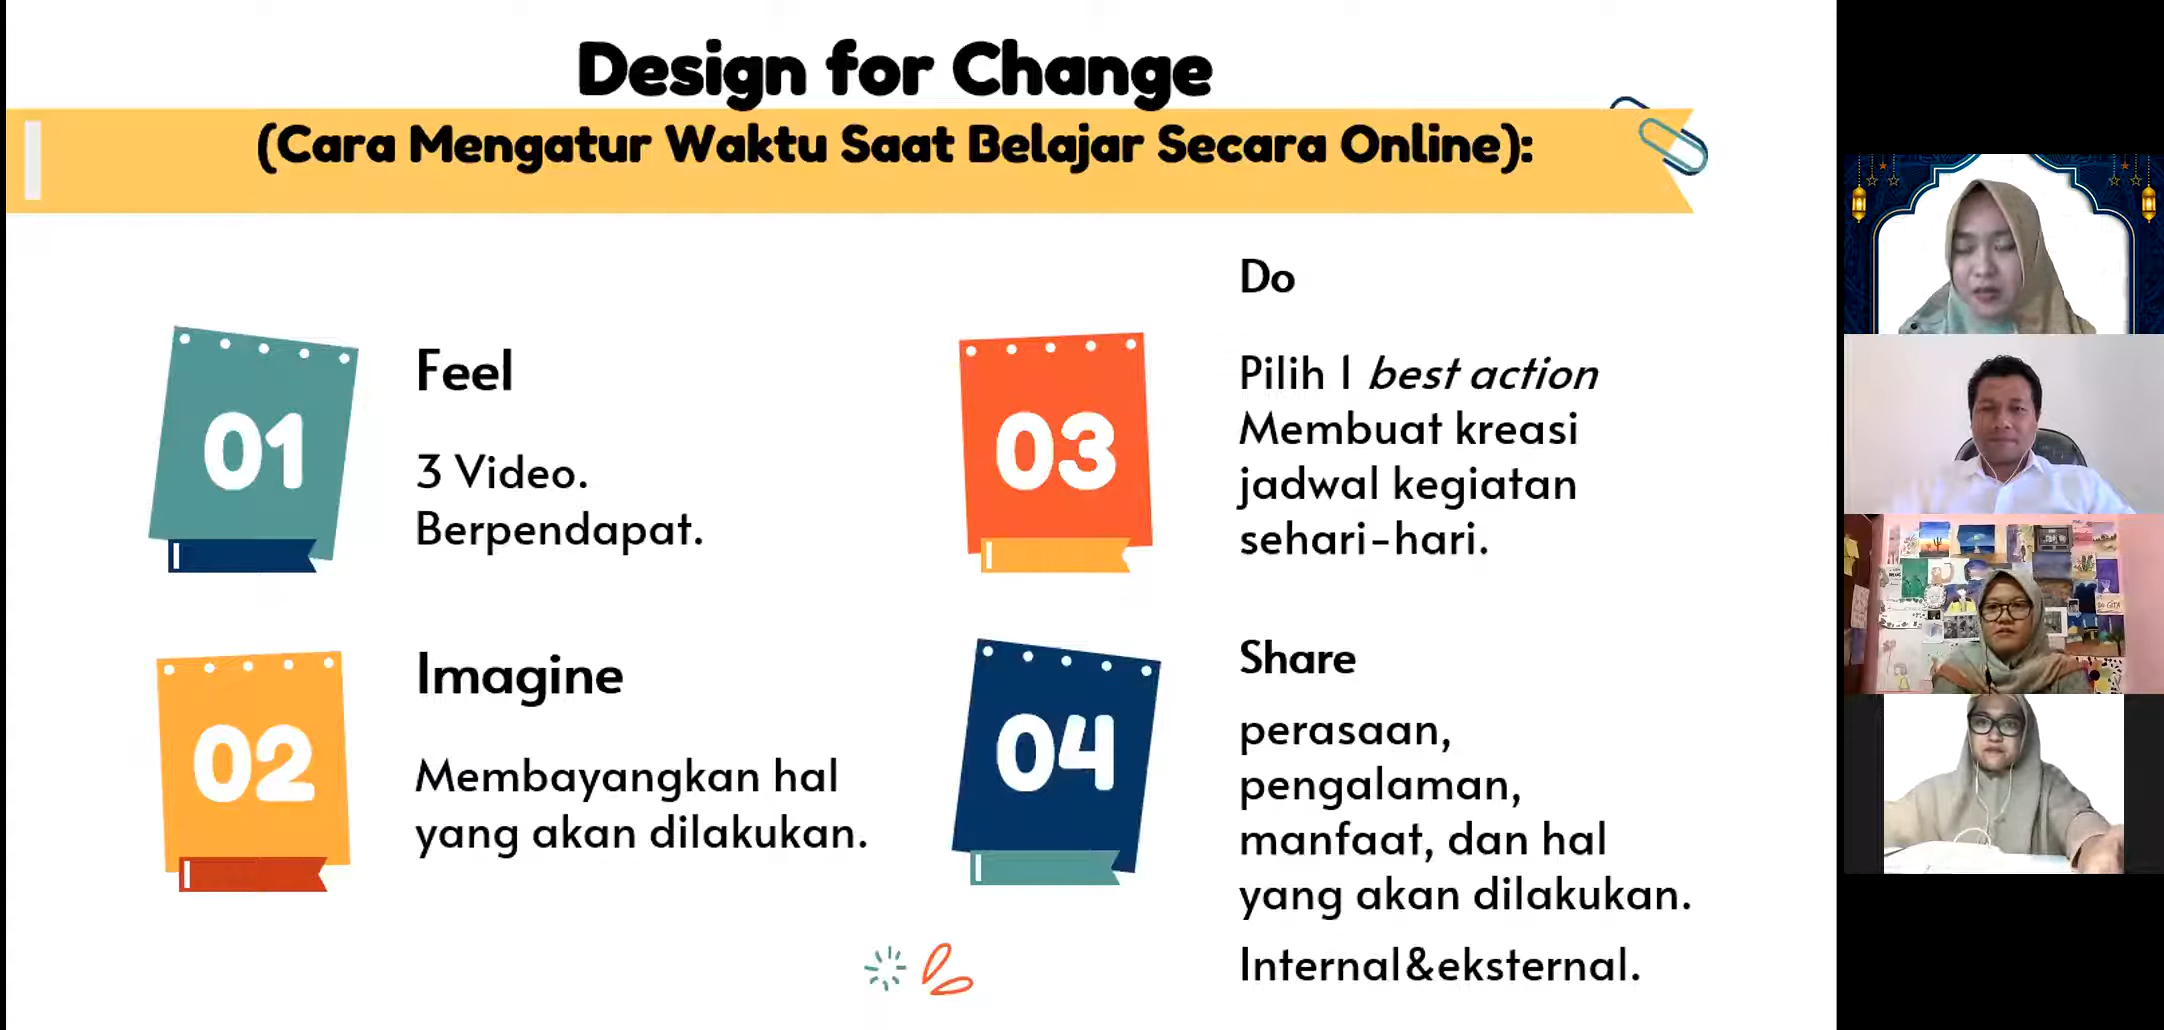 Design for Change
(Cara Mengatur Waktu Saat Belajar Secara Online):
01
Feel
3 Video.
Berpendapat.
02
Imagine
Membayangkan hal
yang akan dilakukan.
03
Do
Pilih 1 best action
Membuat kreasi
jadwal kegiatan
sehari-hari.
04
Share
perasaan,
pengalaman,
manfaat, dan hal
yang akan dilakukan.
Internal&eksternal.